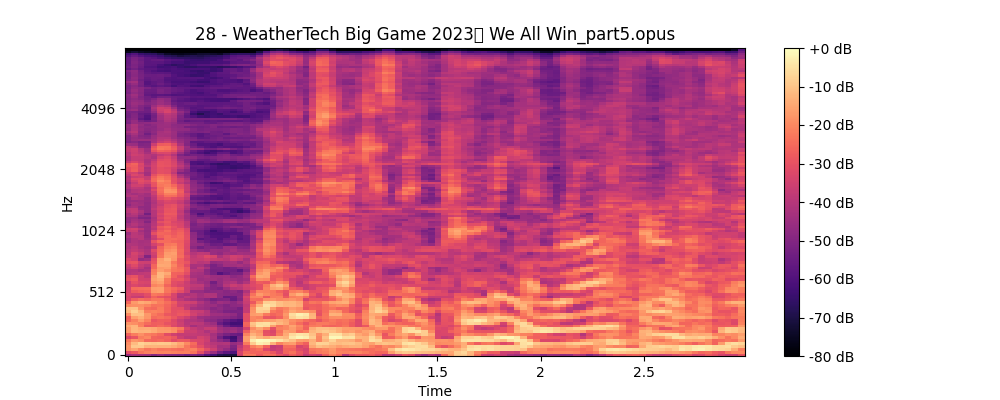 28 - WeatherTech Big Game 2023▯ We All Win_part5.opus
4096
2048
1024
512
0
Hz
0
0.5
1
1.5
2
2.5
Time
+0 dB
-10 dB
-20 dB
-30 dB
-40 dB
-50 dB
-60 dB
-70 dB
-80 dB